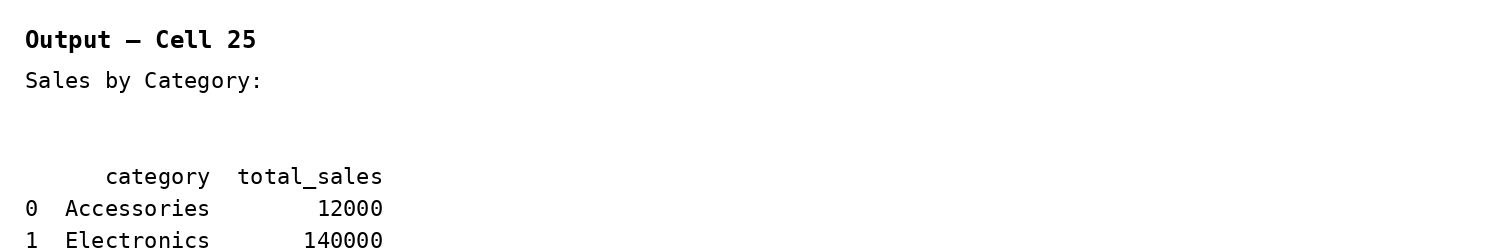 Output — Cell 25
Sales by Category:
category total_sales
0 Accessories 12000
1 Electronics 140000